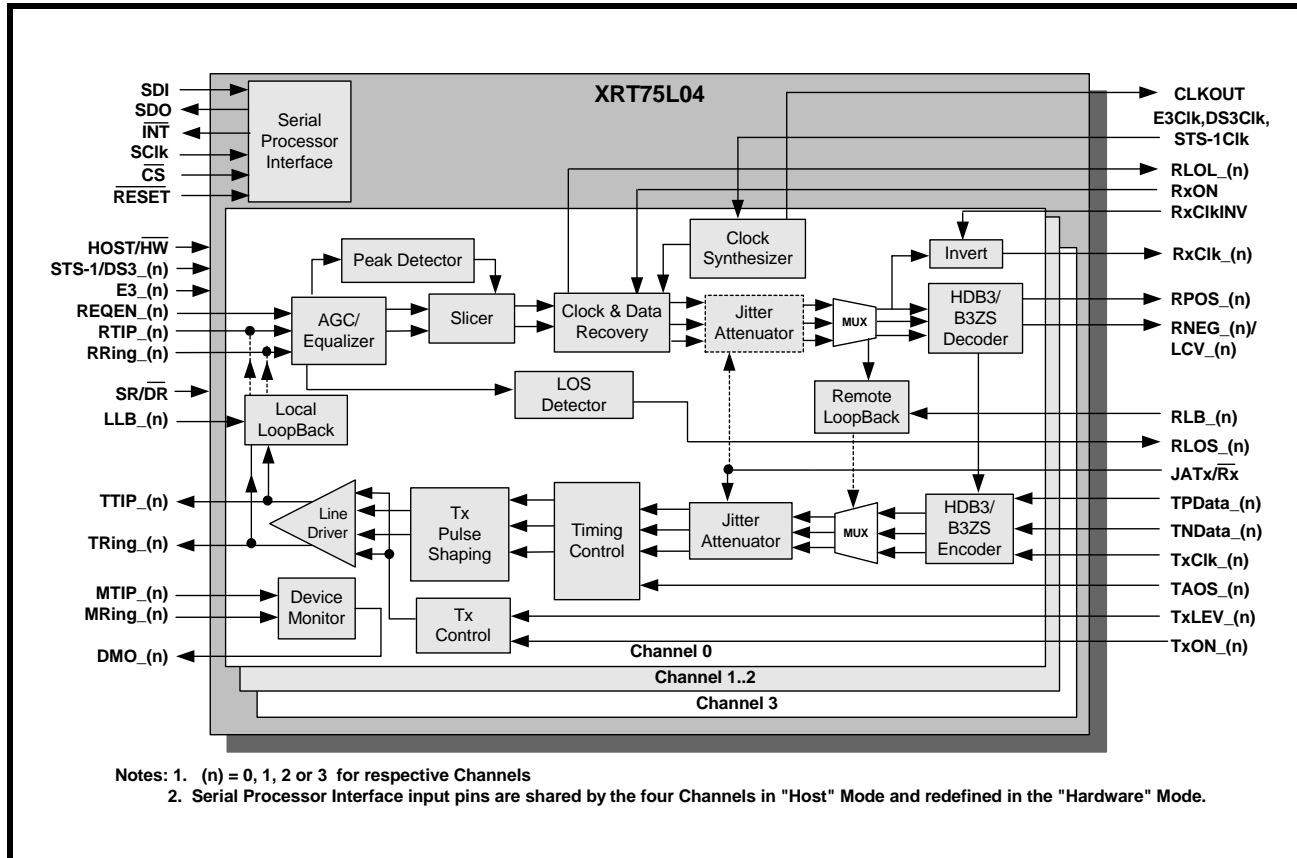 XRT75L04
SDI
SDO
INT
SClk
CS
RESET
Serial
Processor
Interface
HOST/HW
STS-1/DS3_(n)
E3_(n)
REQEN_(n)
RTIP_(n)
RRing_(n)
SR/DR
LLB_(n)
TTIP_(n)
TRing_(n)
MTIP_(n)
MRing_(n)
DMO_(n)
Peak Detector
AGC/
Equalizer
Slicer
Clock & Data
Recovery
Clock
Synthesizer
Jitter
Attenuator
MUX
Invert
HDB3/
B3ZS
Decoder
LOS
Detector
Remote
LoopBack
Local
LoopBack
Line
Driver
Tx
Pulse
Shaping
Timing
Control
Jitter
Attenuator
MUX
HDB3/
B3ZS
Encoder
Device
Monitor
Tx
Control
CLKOUT
E3Clk,DS3Clk,
STS-1Clk
RLOL_(n)
RxON
RxClkINV
RxClk_(n)
RPOS_(n)
RNEG_(n)/
LCV_(n)
RLB_(n)
RLOS_(n)
JATx/Rx
TPData_(n)
TNData_(n)
TxClk_(n)
TAOS_(n)
TxLEV_(n)
TxON_(n)
Channel 0
Channel 1..2
Channel 3
Notes: 1. (n) = 0, 1, 2 or 3 for respective Channels
2. Serial Processor Interface input pins are shared by the four Channels in "Host" Mode and redefined in the "Hardware" Mode.